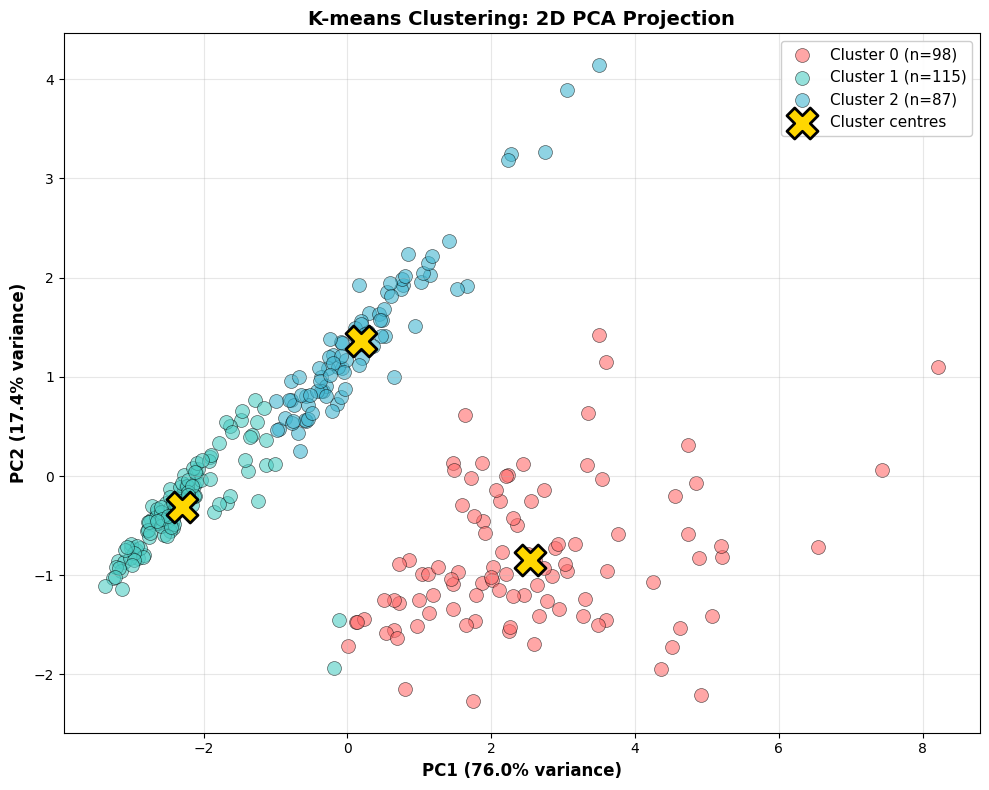 K-means Clustering: 2D PCA Projection
Cluster 0 (n=98)
Cluster 1 (n=115)
Cluster 2 (n=87)
Cluster centres
PC2 (17.4% variance)
4
3
2
1
0
−1
−2
−2
0
2
4
6
8
PC1 (76.0% variance)